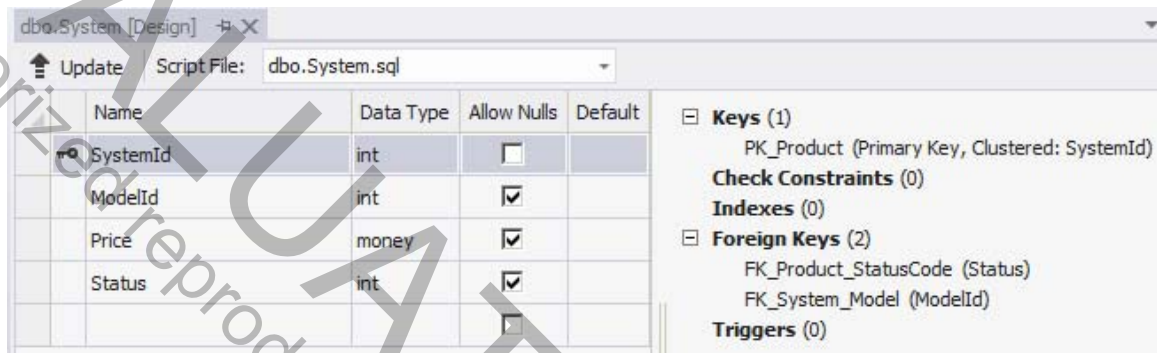 dbo.System [Design]
Update Script File: dbo.System.sql
Name Data Type Allow Nulls Default
SystemId int
ModelId int
Price money
Status int
Keys (1)
PK_Product (Primary Key, Clustered: SystemId)
Check Constraints (0)
Indexes (0)
Foreign Keys (2)
FK_Product_StatusCode (Status)
FK_System_Model (ModelId)
Triggers (0)